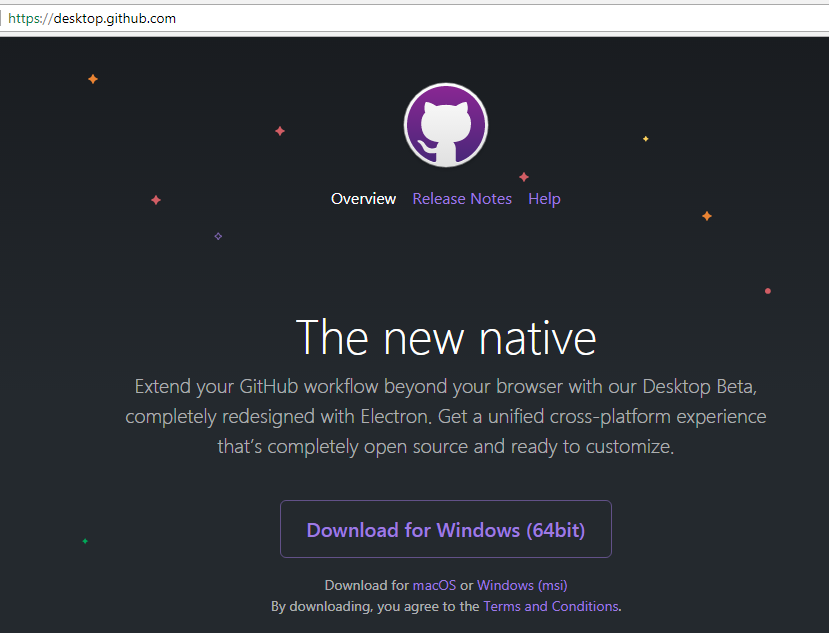 https://desktop.github.com
Overview Release Notes Help
The new native
Extend your GitHub workflow beyond your browser with our Desktop Beta,
completely redesigned with Electron. Get a unified cross-platform experience
that’s completely open source and ready to customize.
Download for Windows (64bit)
Download for macOS or Windows (msi)
By downloading, you agree to the Terms and Conditions.